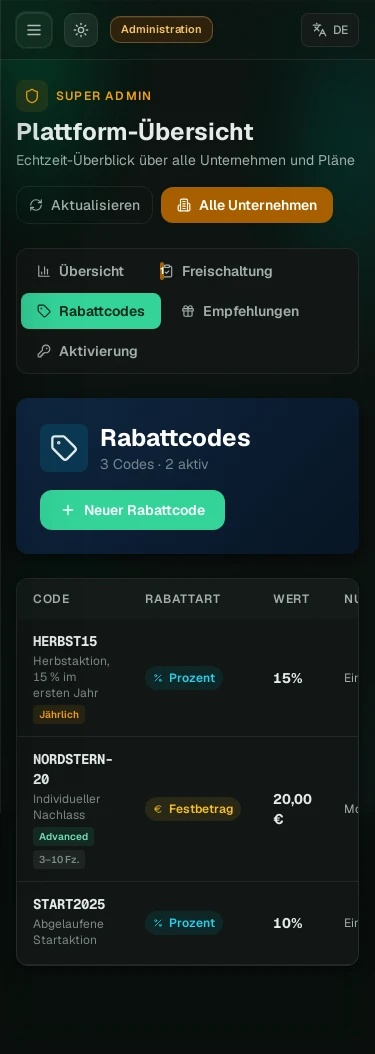 Administration
DE
SUPER ADMIN
Plattform-Übersicht
Echtzeit-Überblick über alle Unternehmen und Pläne
Aktualisieren
Alle Unternehmen
Übersicht
Freischaltung
Rabattcodes
Empfehlungen
Aktivierung
Rabattcodes
3 Codes · 2 aktiv
+ Neuer Rabattcode
CODE RABATTART WERT
HERBST15
Herbstaktion,
15 % im
ersten Jahr
Jährlich
% Prozent
15%
NORDSTERN-
20
Individueller
Nachlass
Advanced
3–10 Fz.
€ Festbetrag
20,00
€
START2025
Abgelaufene
Startaktion
% Prozent
10%